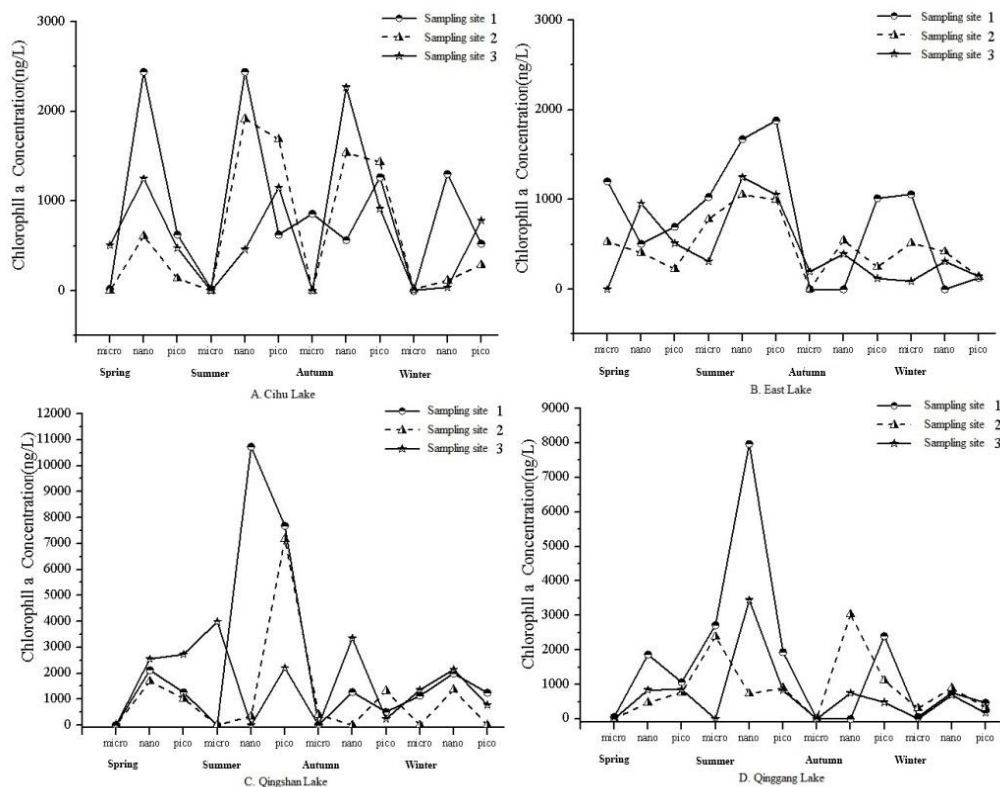 Sampling site 1
Sampling site 2
Sampling site 3
Chlorophll a Concentration(ng/L)
3000
2000
1000
0
micro nano pico micro nano pico micro nano pico micro nano pico
Spring Summer Autumn Winter
A. Cihu Lake
Sampling site 1
Sampling site 2
Sampling site 3
Chlorophll a Concentration(ng/L)
3000
2000
1000
0
micro nano pico micro nano pico micro nano pico micro nano pico
Spring Summer Autumn Winter
B. East Lake
Sampling site 1
Sampling site 2
Sampling site 3
Chlorophll a Concentration(ng/L)
12000
11000
10000
9000
8000
7000
6000
5000
4000
3000
2000
1000
0
micro nano pico micro nano pico micro nano pico micro nano pico
Spring Summer Autumn Winter
C. Qingshan Lake
Sampling site 1
Sampling site 2
Sampling site 3
Chlorophll a Concentration(ng/L)
9000
8000
7000
6000
5000
4000
3000
2000
1000
0
micro nano pico micro nano pico micro nano pico micro nano pico
Spring Summer Autumn Winter
D. Qinggang Lake